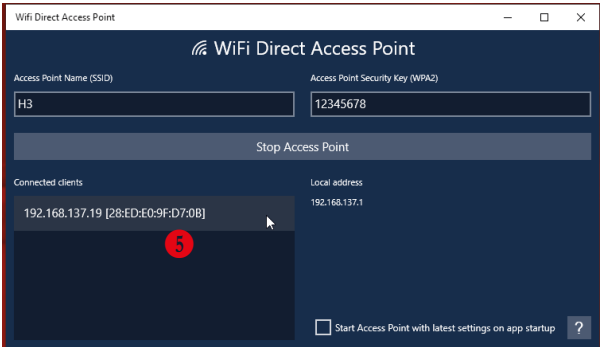 Wifi Direct Access Point
WiFi Direct Access Point
Access Point Name (SSID)
Access Point Security Key (WPA2)
H3
12345678
Stop Access Point
Connected clients
Local address
192.168.137.19 [28:ED:E0:9F:D7:0B]
192.168.137.1
5
Start Access Point with latest settings on app startup
?